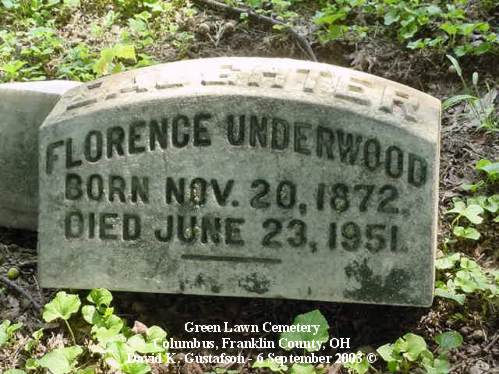 FLORENCE UNDERWOOD
BORN NOV. 20, 1872.
DIED JUNE 23, 1951.
Green Lawn Cemetery
Columbus, Franklin County, OH
David K. Gustafson - 6 September 2003 ©